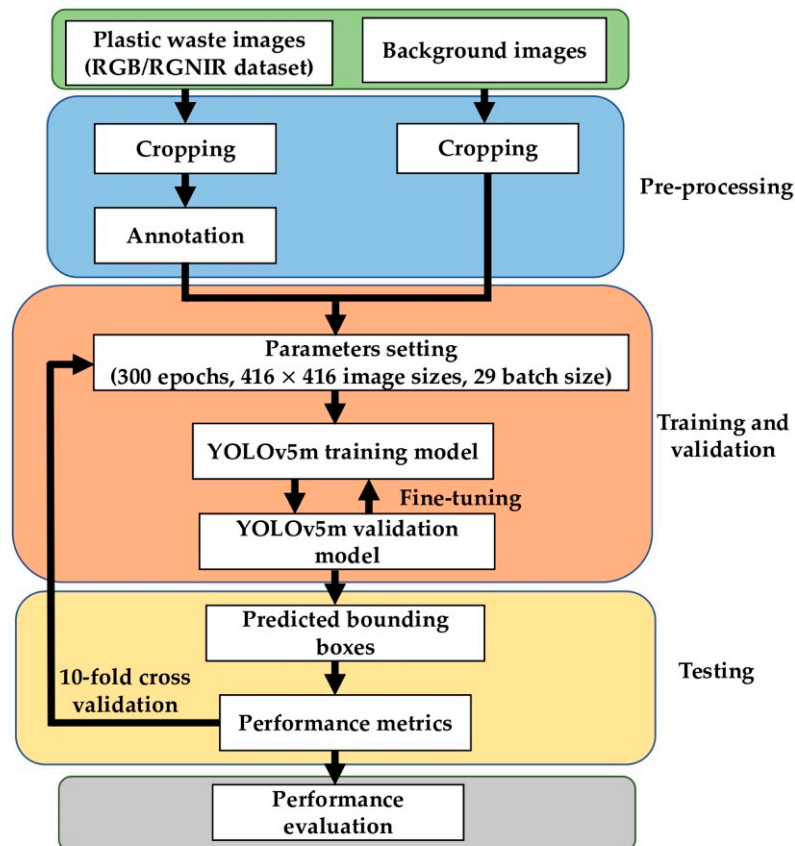 Plastic waste images
(RGB/RGNIR dataset)
Background images
Cropping
Cropping
Pre-processing
Annotation
Parameters setting
(300 epochs, 416 × 416 image sizes, 29 batch size)
Training and
validation
YOLOv5m training model
Fine-tuning
YOLOv5m validation
model
Predicted bounding
boxes
Testing
10-fold cross
validation
Performance metrics
Performance
evaluation